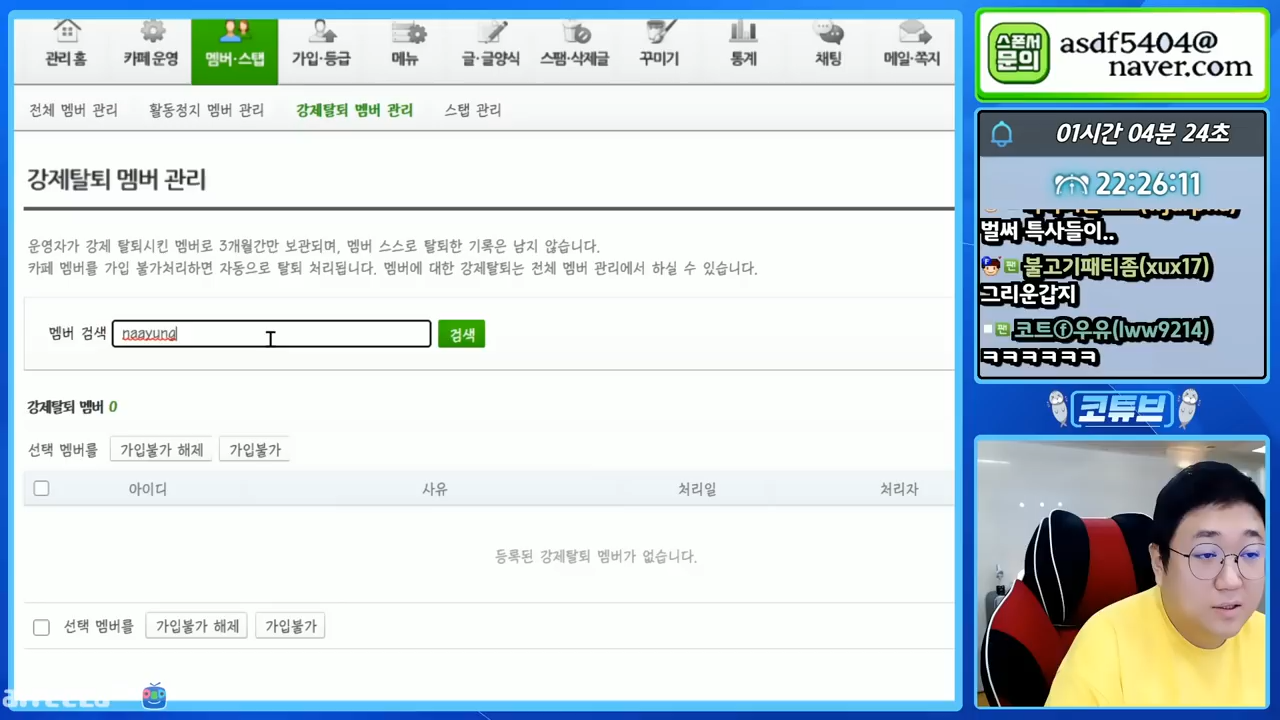 관리 홈
카페 운영
멤버·스탭
가입·등급
메뉴
글·글양식
스팸·삭제글
꾸미기
통계
채팅
메일·쪽지
전체 멤버 관리
활동정지 멤버 관리
강제탈퇴 멤버 관리
스탭 관리
강제탈퇴 멤버 관리
운영자가 강제 탈퇴시킨 멤버로 3개월간만 보관되며, 멤버 스스로 탈퇴한 기록은 남지 않습니다.
카페 멤버를 가입 불가처리하면 자동으로 탈퇴 처리됩니다. 멤버에 대한 강제탈퇴는 전체 멤버 관리에서 하실 수 있습니다.
멤버 검색 naayung 검색
강제탈퇴 멤버 0
선택 멤버를 가입불가 해제 가입불가
아이디 사유 처리일 처리자
등록된 강제탈퇴 멤버가 없습니다.
선택 멤버를 가입불가 해제 가입불가
스폰서
문의
asdf5404@
naver.com
01시간 04분 24초
22:26:11
벌써 특사들이..
팬 불고기패티좀(xux17)
그리운갑지
팬 코트ⓕ우유(lww9214)
ㅋㅋㅋㅋㅋㅋ
코튜브